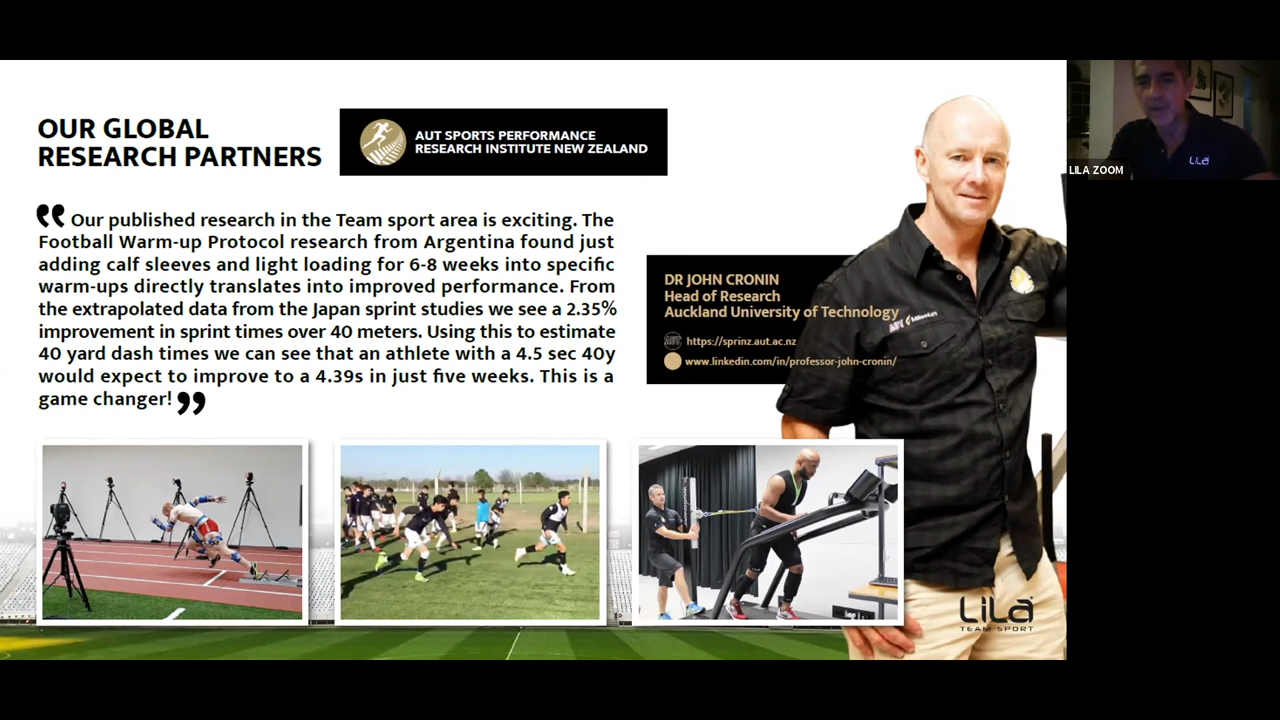 OUR GLOBAL
RESEARCH PARTNERS
AUT SPORTS PERFORMANCE
RESEARCH INSTITUTE NEW ZEALAND
LILA ZOOM
LiLA
“ Our published research in the Team sport area is exciting. The
Football Warm-up Protocol research from Argentina found just
adding calf sleeves and light loading for 6-8 weeks into specific
warm-ups directly translates into improved performance. From
the extrapolated data from the Japan sprint studies we see a 2.35%
improvement in sprint times over 40 meters. Using this to estimate
40 yard dash times we can see that an athlete with a 4.5 sec 40y
would expect to improve to a 4.39s in just five weeks. This is a
game changer! ”
DR JOHN CRONIN
Head of Research
Auckland University of Technology
AUT
https://sprinz.aut.ac.nz
www.linkedin.com/in/professor-john-cronin/
LiLA
TEAM SPORT